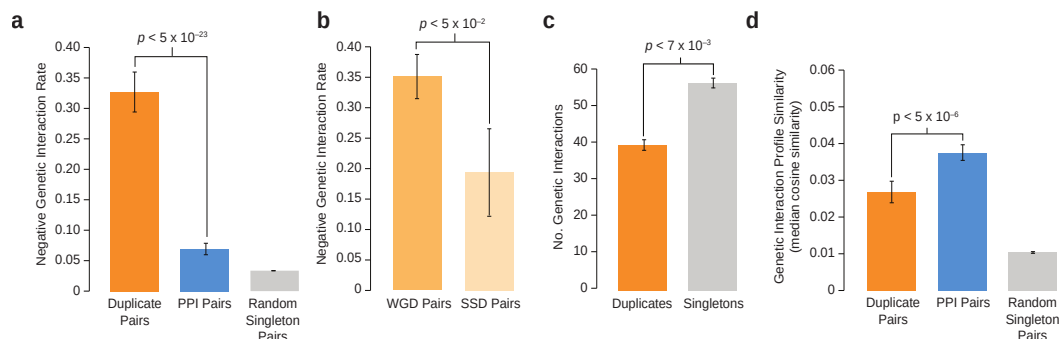 a
p < 5 x 10⁻²³
Negative Genetic Interaction Rate
0.40
0.35
0.30
0.25
0.20
0.15
0.10
0.05
0
Duplicate
Pairs
PPI Pairs
Random
Singleton
Pairs
b
p < 5 x 10⁻²
Negative Genetic Interaction Rate
0.40
0.35
0.30
0.25
0.20
0.15
0.10
0.05
0
WGD Pairs
SSD Pairs
c
p < 7 x 10⁻³
No. Genetic Interactions
60
50
40
30
20
10
0
Duplicates
Singletons
d
p < 5 x 10⁻⁶
Genetic Interaction Profile Similarity
(median cosine similarity)
0.06
0.05
0.04
0.03
0.02
0.01
0
Duplicate
Pairs
PPI Pairs
Random
Singleton
Pairs